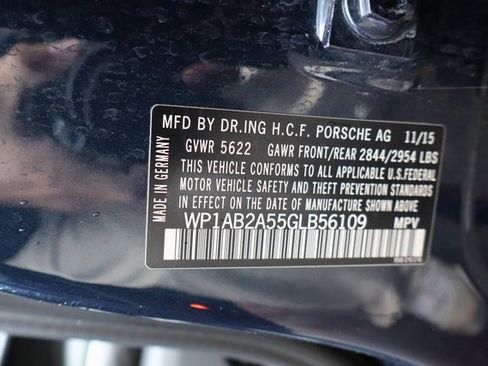 MFD BY DR.ING H.C.F. PORSCHE AG 11/15
GVWR 5622 GAWR FRONT/REAR 2844/2954 LBS
THIS VEHICLE CONFORMS TO ALL APPLICABLE U.S.FEDERAL
MOTOR VEHICLE SAFETY AND THEFT PREVENTION STANDARDS
IN EFFECT ON THE DATE OF MANUFACTURE SHOWN ABOVE.
WP1AB2A55GLB56109 MPV
MADE IN GERMANY